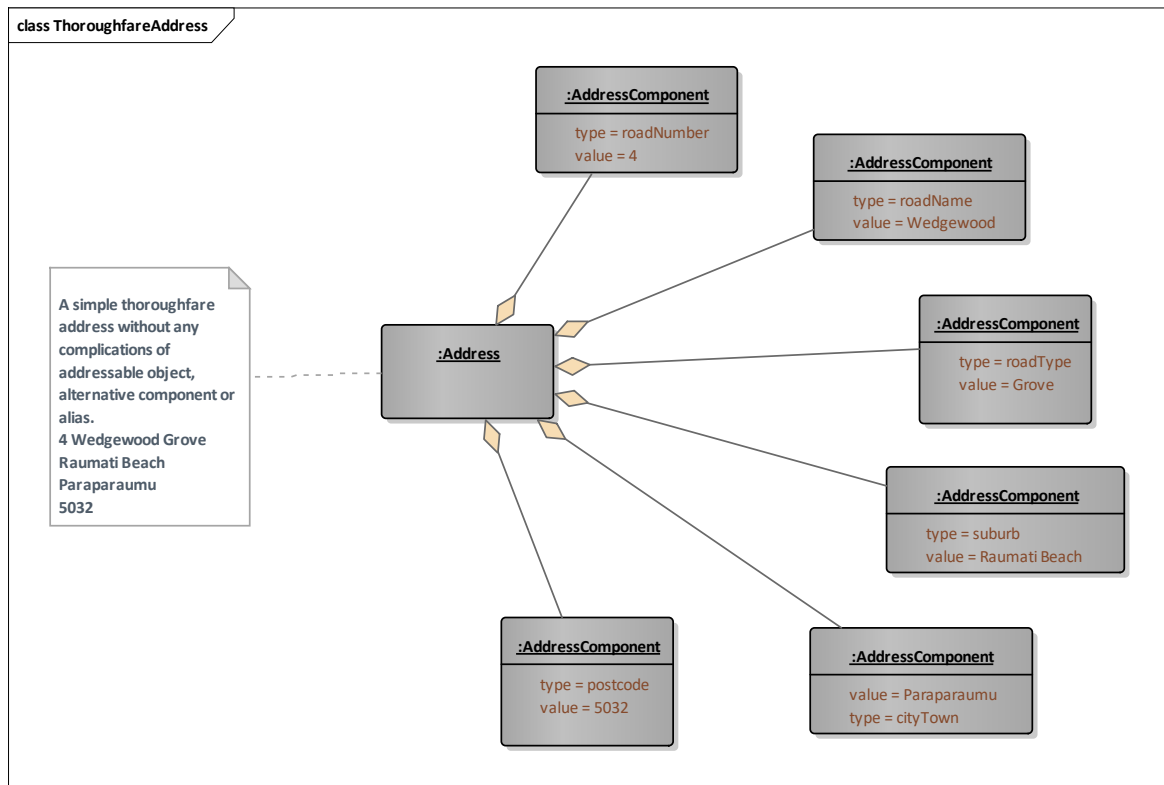 class ThoroughfareAddress
:AddressComponent
type = roadNumber
value = 4
:AddressComponent
type = roadName
value = Wedgewood
A simple thoroughfare
address without any
complications of
addressable object,
alternative component or
alias.
4 Wedgewood Grove
Raumati Beach
Paraparaumu
5032
:Address
:AddressComponent
type = roadType
value = Grove
:AddressComponent
type = suburb
value = Raumati Beach
:AddressComponent
type = postcode
value = 5032
:AddressComponent
value = Paraparaumu
type = cityTown